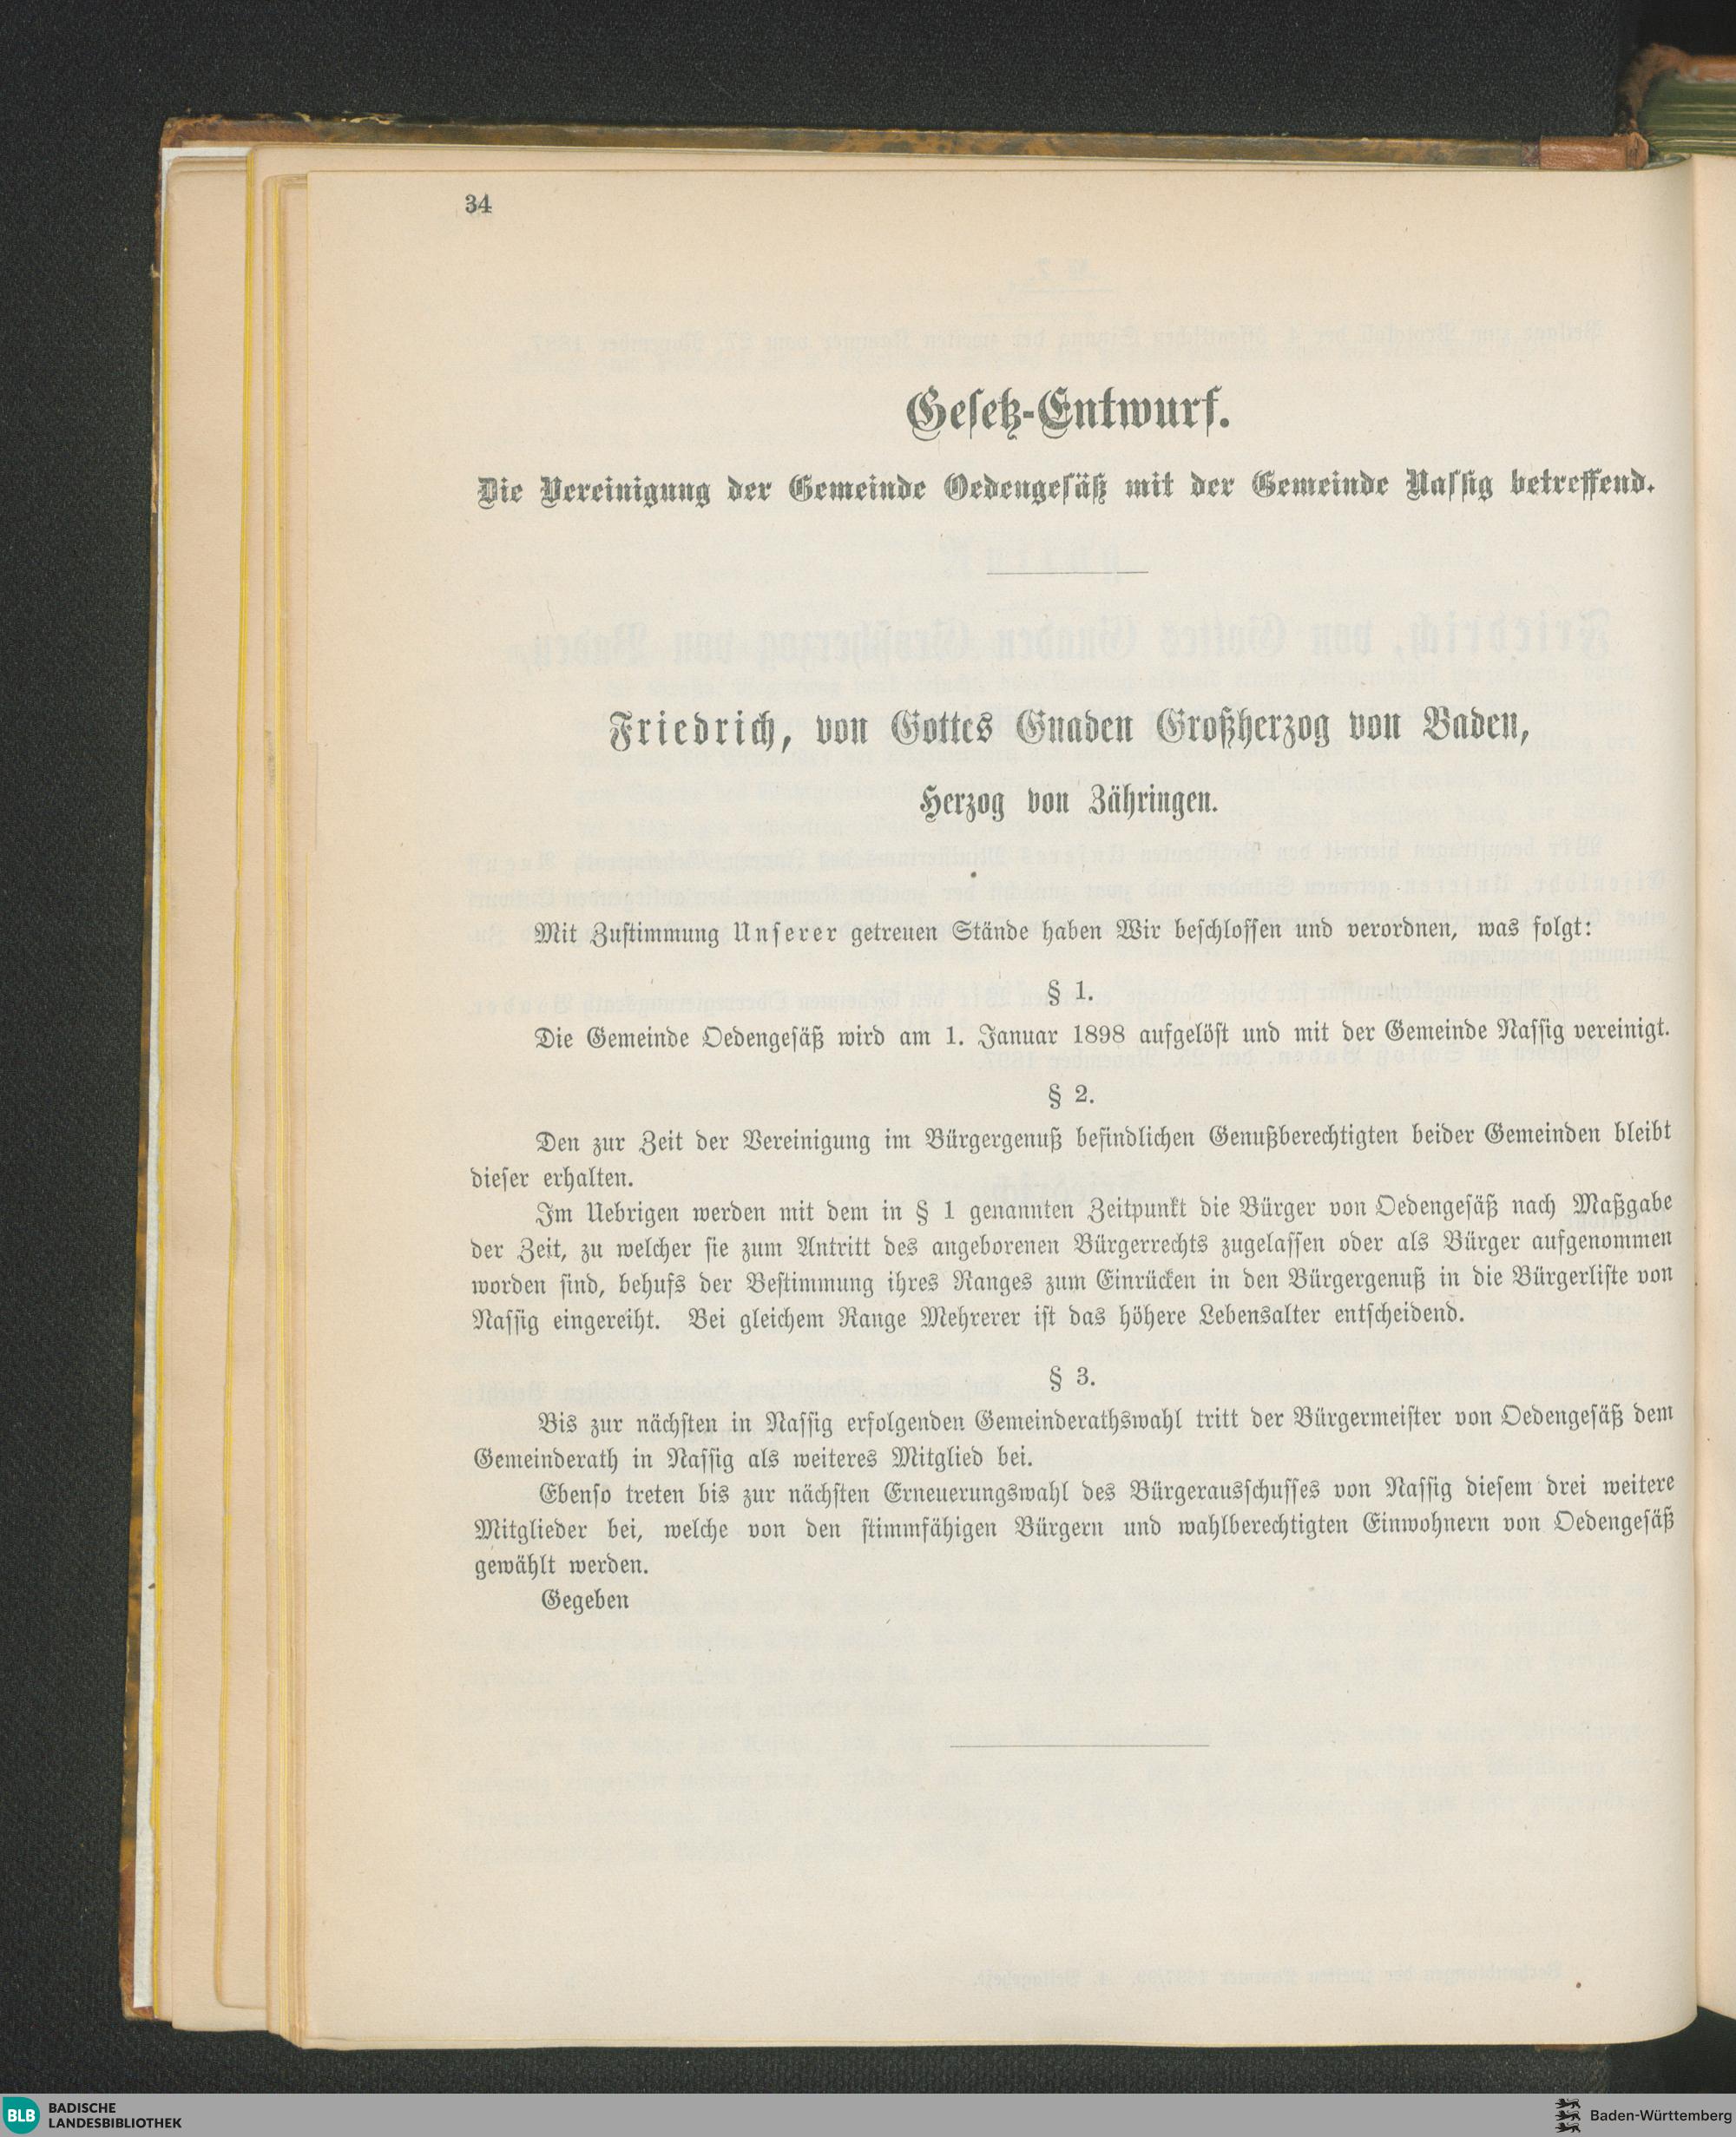 34
Gesetz-Entwurf.
Die Vereinigung der Gemeinde Oedengesäß mit der Gemeinde Nassig betreffend.
Friedrich, von Gottes Gnaden Großherzog von Baden,
Herzog von Zähringen.
Mit Zustimmung Unserer getreuen Stände haben Wir beschlossen und verordnen, was folgt:
§ 1.
Die Gemeinde Oedengesäß wird am 1. Januar 1898 aufgelöst und mit der Gemeinde Nassig vereinigt.
§ 2.
Den zur Zeit der Vereinigung im Bürgergenuß befindlichen Genußberechtigten beider Gemeinden bleibt
dieser erhalten.
Im Uebrigen werden mit dem in § 1 genannten Zeitpunkt die Bürger von Oedengesäß nach Maßgabe
der Zeit, zu welcher sie zum Antritt des angeborenen Bürgerrechts zugelassen oder als Bürger aufgenommen
worden sind, behufs der Bestimmung ihres Ranges zum Einrücken in den Bürgergenuß in die Bürgerliste von
Nassig eingereiht. Bei gleichem Range Mehrerer ist das höhere Lebensalter entscheidend.
§ 3.
Bis zur nächsten in Nassig erfolgenden Gemeinderathswahl tritt der Bürgermeister von Oedengesäß dem
Gemeinderath in Nassig als weiteres Mitglied bei.
Ebenso treten bis zur nächsten Erneuerungswahl des Bürgerausschusses von Nassig diesem drei weitere
Mitglieder bei, welche von den stimmfähigen Bürgern und wahlberechtigten Einwohnern von Oedengesäß
gewählt werden.
Gegeben
BLB BADISCHE
LANDESBIBLIOTHEK
Baden-Württemberg